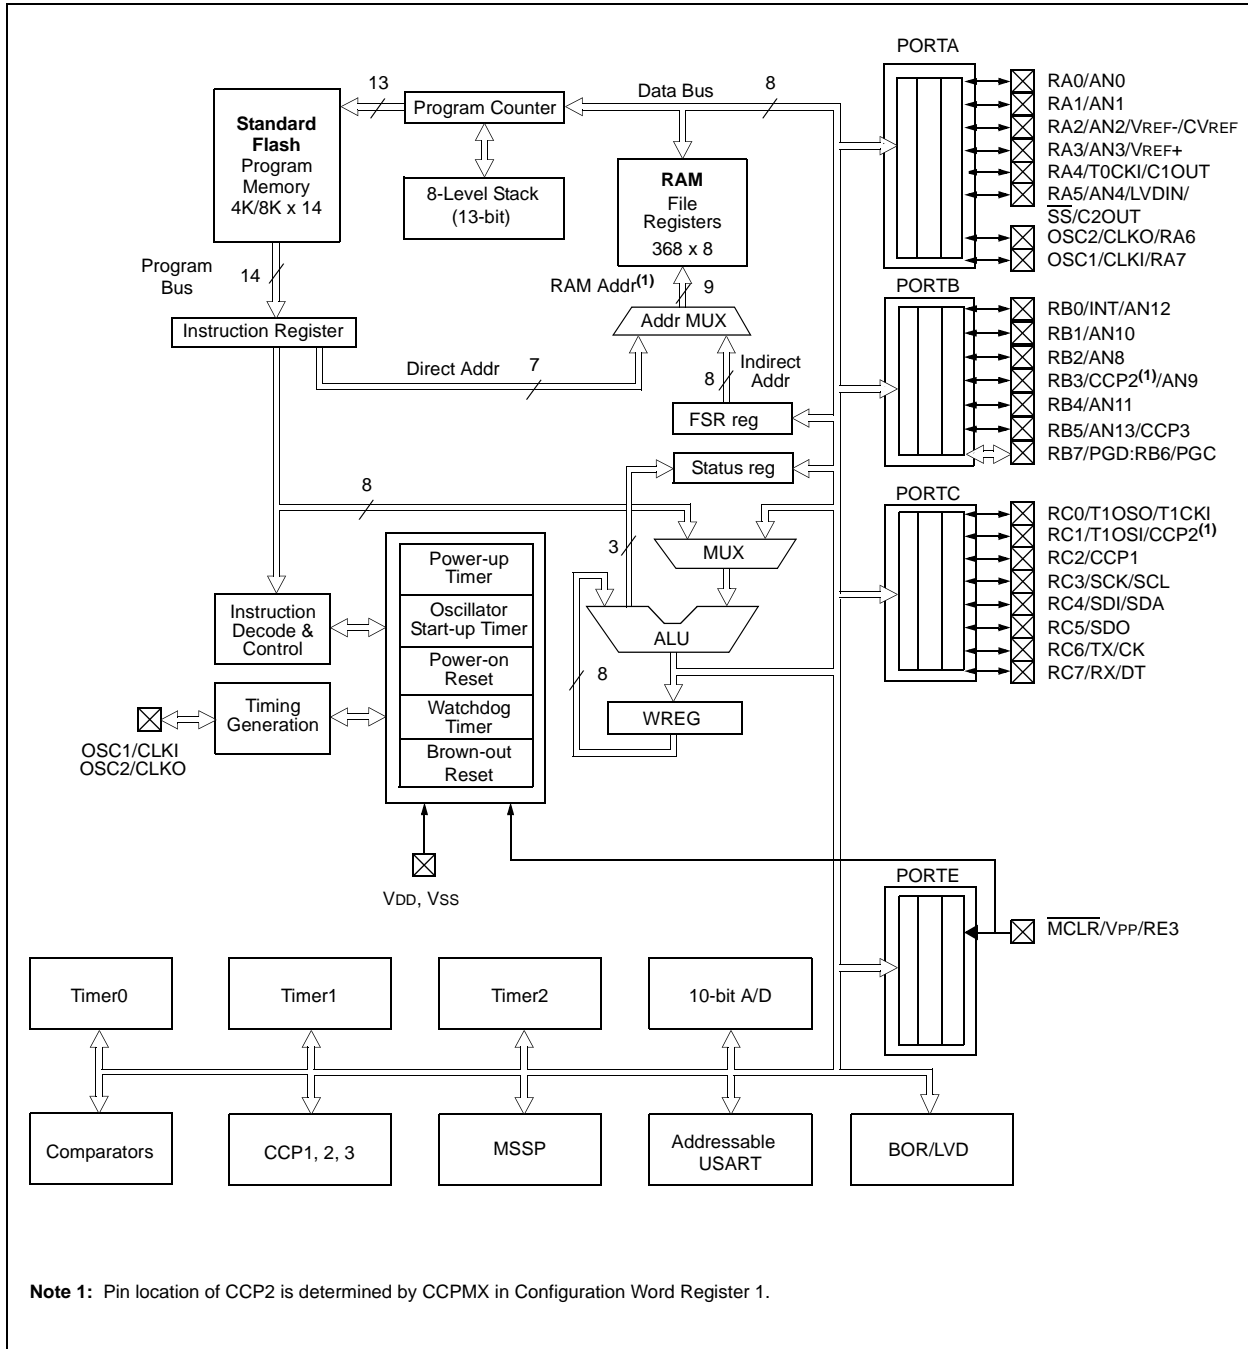 PORTA
13
Data Bus
8
Standard
Flash
Program
Memory
4K/8K x 14
Program Counter
8-Level Stack
(13-bit)
RAM
File
Registers
368 x 8
RA0/AN0
RA1/AN1
RA2/AN2/VREF-/CVREF
RA3/AN3/VREF+
RA4/T0CKI/C1OUT
RA5/AN4/LVDIN/
SS/C2OUT
OSC2/CLKO/RA6
OSC1/CLKI/RA7
Program
Bus
14
RAM Addr(1)
9
PORTB
Instruction Register
Addr MUX
RB0/INT/AN12
RB1/AN10
RB2/AN8
RB3/CCP2(1)/AN9
RB4/AN11
RB5/AN13/CCP3
RB7/PGD:RB6/PGC
Direct Addr
7
8
Indirect
Addr
FSR reg
Status reg
8
PORTC
RC0/T1OSO/T1CKI
RC1/T1OSI/CCP2(1)
RC2/CCP1
RC3/SCK/SCL
RC4/SDI/SDA
RC5/SDO
RC6/TX/CK
RC7/RX/DT
3
MUX
Power-up
Timer
Oscillator
Start-up Timer
Power-on
Reset
Watchdog
Timer
Brown-out
Reset
Instruction
Decode &
Control
ALU
8
WREG
Timing
Generation
OSC1/CLKI
OSC2/CLKO
VDD, VSS
PORTE
MCLR/VPP/RE3
Timer0
Timer1
Timer2
10-bit A/D
Comparators
CCP1, 2, 3
MSSP
Addressable
USART
BOR/LVD
Note 1: Pin location of CCP2 is determined by CCPMX in Configuration Word Register 1.